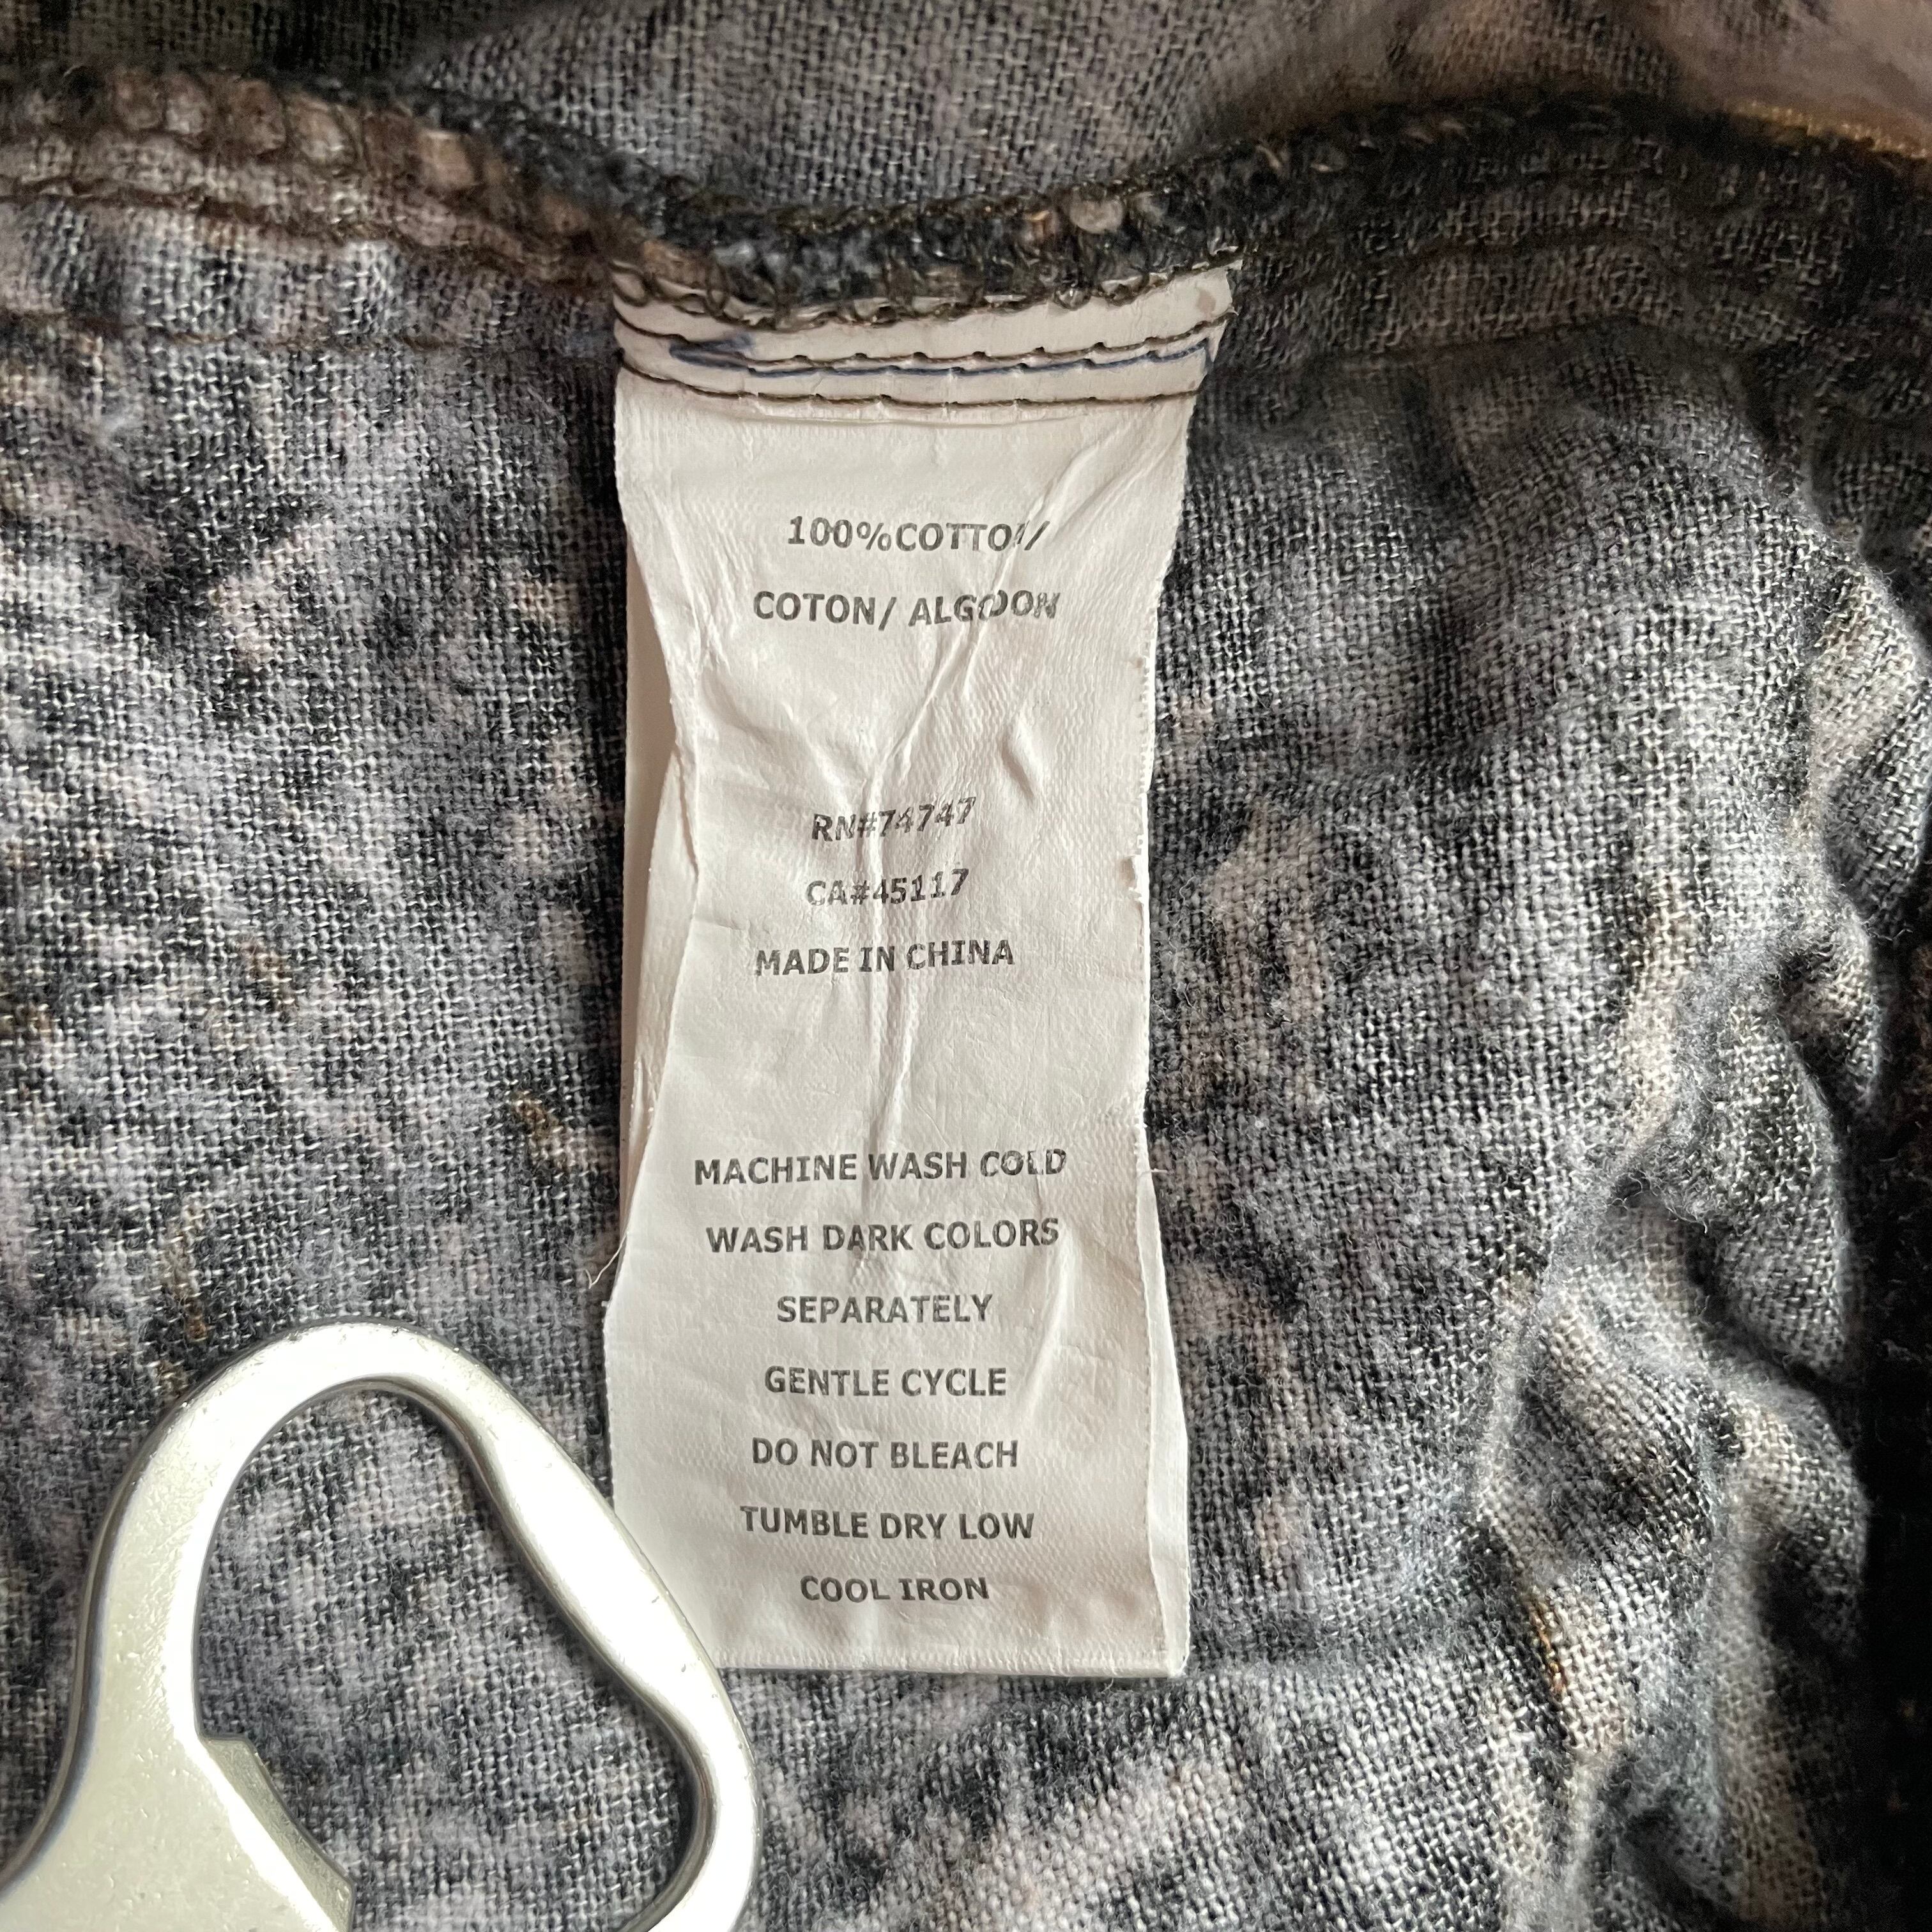 100%COTTON/
COTON/ ALGODON
RN#74747
CA#45117
MADE IN CHINA
MACHINE WASH COLD
WASH DARK COLORS
SEPARATELY
GENTLE CYCLE
DO NOT BLEACH
TUMBLE DRY LOW
COOL IRON